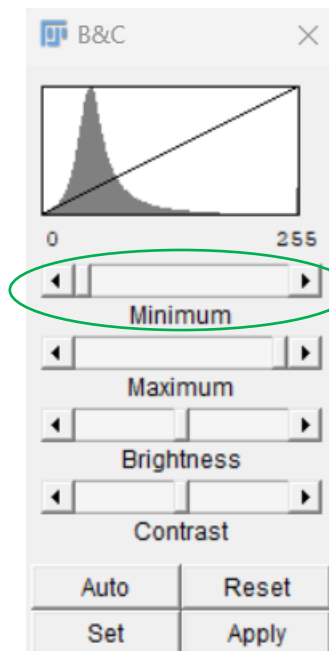 B&C
0 255
Minimum
Maximum
Brightness
Contrast
Auto Reset
Set Apply